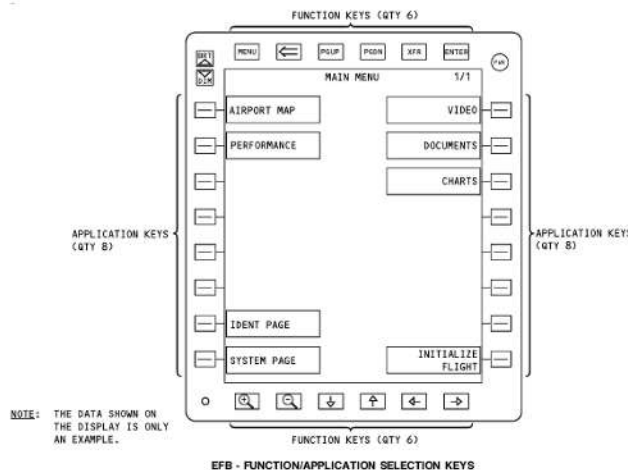 FUNCTION KEYS (QTY 6)
BRT
DIM
MENU
PGUP
PGDN
XFR
ENTER
PWR
MAIN MENU 1/1
AIRPORT MAP
VIDEO
PERFORMANCE
DOCUMENTS
CHARTS
APPLICATION KEYS
(QTY 8)
APPLICATION KEYS
(QTY 8)
IDENT PAGE
SYSTEM PAGE
INITIALIZE
FLIGHT
NOTE: THE DATA SHOWN ON
THE DISPLAY IS ONLY
AN EXAMPLE.
FUNCTION KEYS (QTY 6)
EFB - FUNCTION/APPLICATION SELECTION KEYS